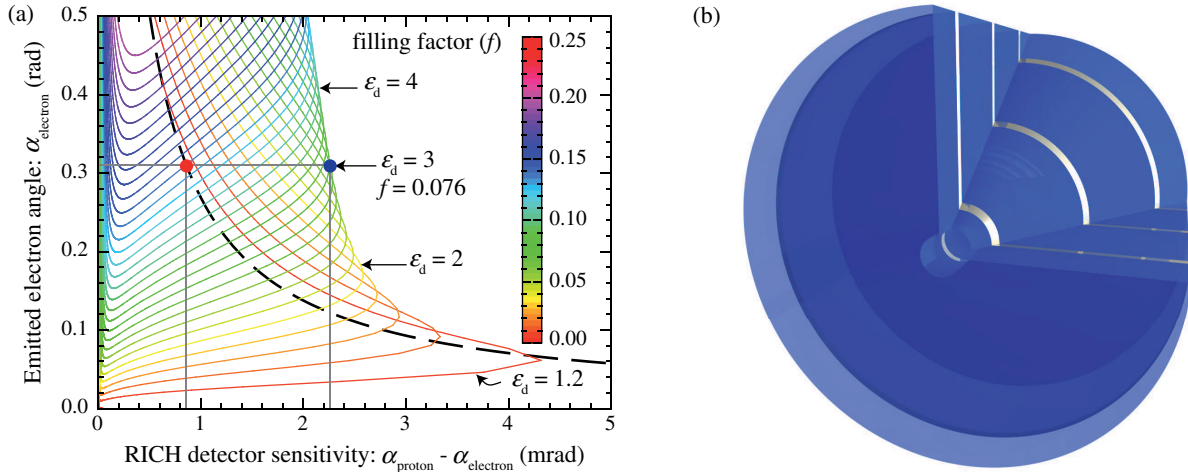 (a)
(b)
0.5
0.4
0.3
0.2
0.1
0.0
Emitted electron angle: α_electron (rad)
filling factor (f)
0.25
0.20
0.15
0.10
0.05
0.00
ε_d = 4
ε_d = 3
f = 0.076
ε_d = 2
ε_d = 1.2
0 1 2 3 4 5
RICH detector sensitivity: α_proton - α_electron (mrad)